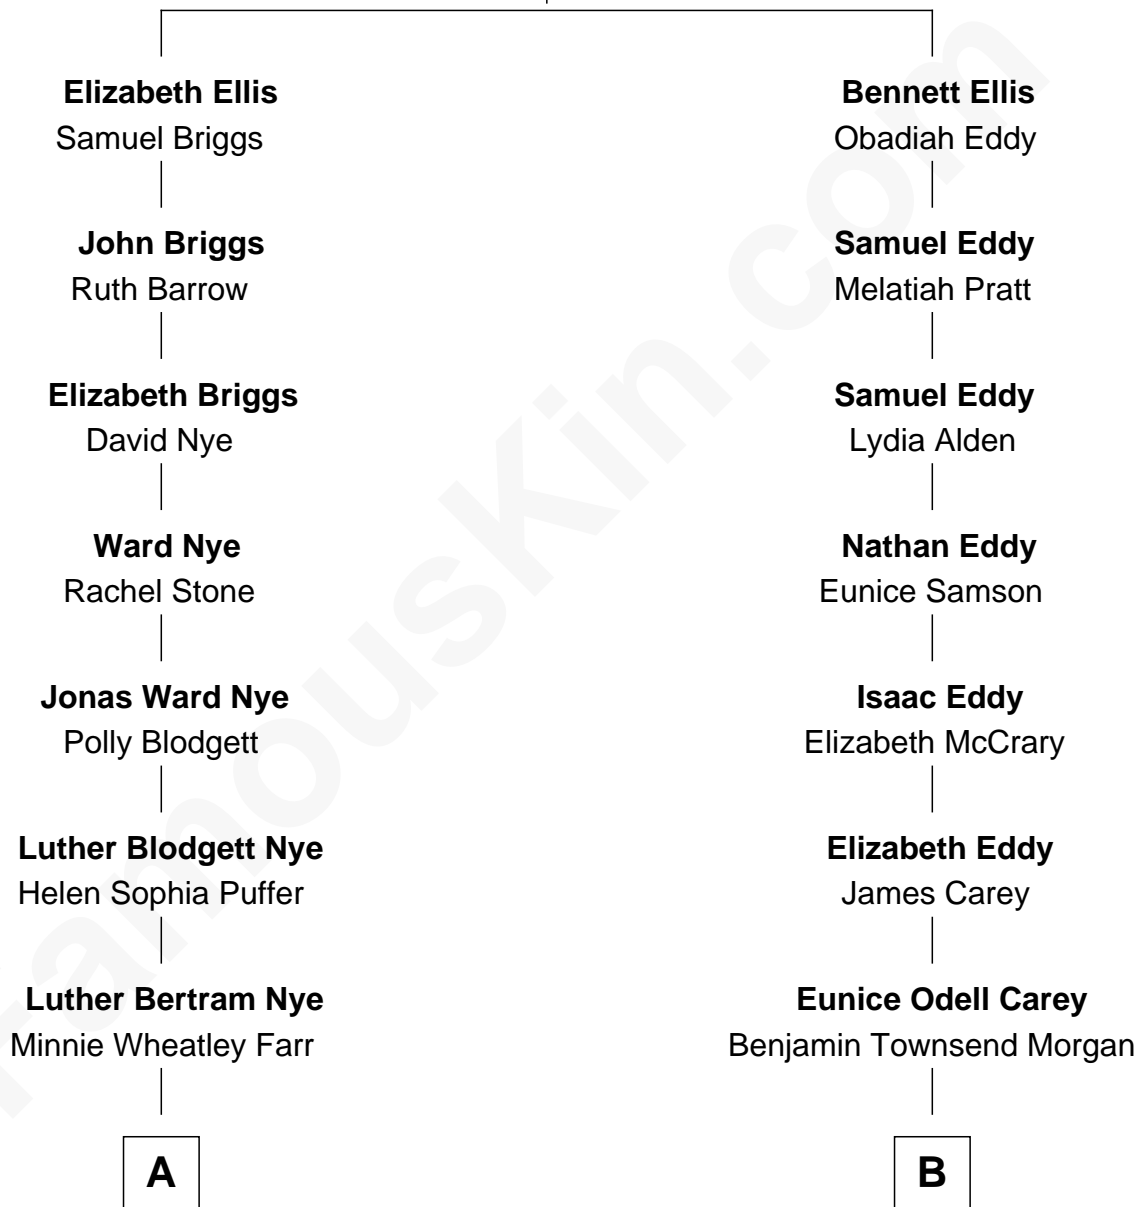 Elizabeth Ellis
Samuel Briggs
John Briggs
Ruth Barrow
Elizabeth Briggs
David Nye
Ward Nye
Rachel Stone
Jonas Ward Nye
Polly Blodgett
Luther Blodgett Nye
Helen Sophia Puffer
Luther Bertram Nye
Minnie Wheatley Farr
A
Bennett Ellis
Obadiah Eddy
Samuel Eddy
Melatiah Pratt
Samuel Eddy
Lydia Alden
Nathan Eddy
Eunice Samson
Isaac Eddy
Elizabeth McCrary
Elizabeth Eddy
James Carey
Eunice Odell Carey
Benjamin Townsend Morgan
B
FamousKin.com